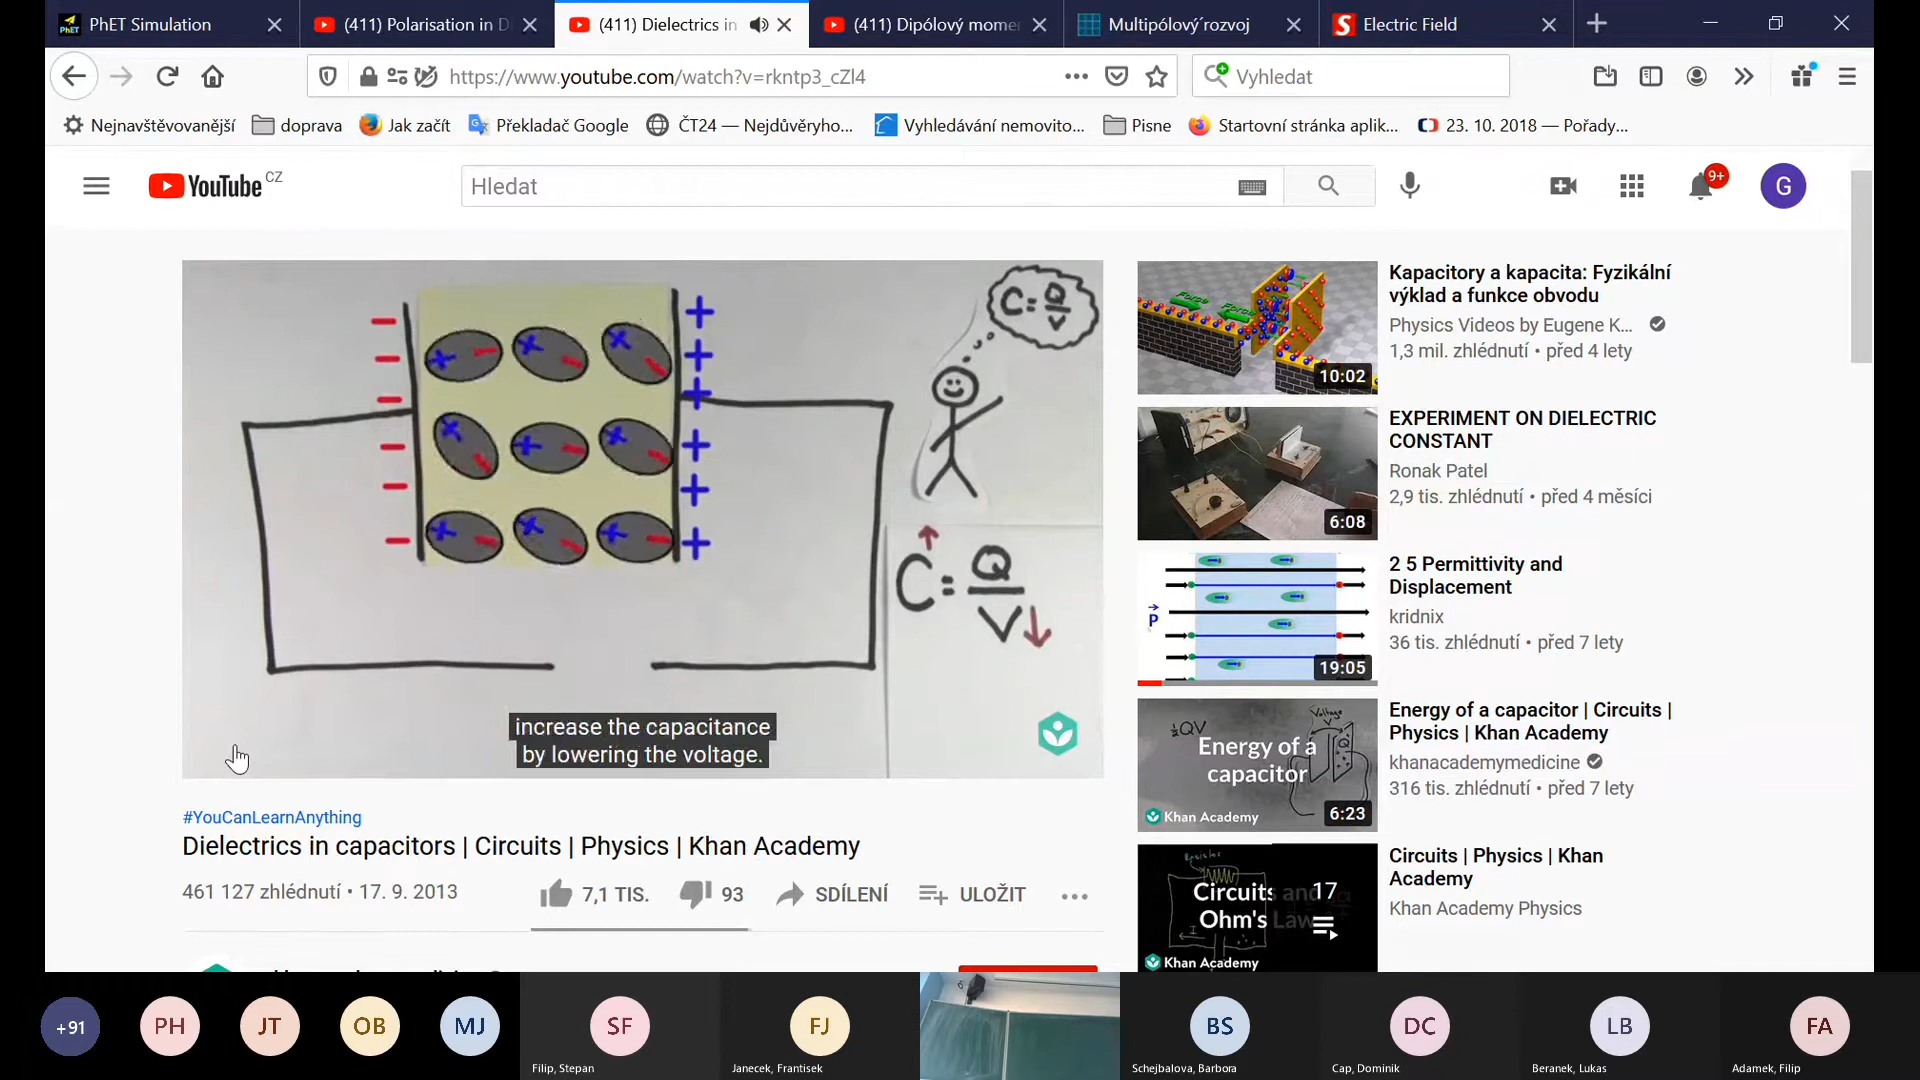 PhET Simulation
(411) Polarisation in D
(411) Dielectrics in
(411) Dipólový momen
Multipólový rozvoj
Electric Field
https://www.youtube.com/watch?v=rkntp3_cZl4
Vyhledat
Nejnavštěvovanější
doprava
Jak začít
Překladač Google
ČT24 — Nejdůvěryho...
Vyhledávání nemovito...
Pisne
Startovní stránka aplik...
23. 10. 2018 — Pořady...
YouTube CZ
Hledat
9+
G
C = Q/V
C = Q/V
increase the capacitance
by lowering the voltage.
#YouCanLearnAnything
Dielectrics in capacitors | Circuits | Physics | Khan Academy
461 127 zhlédnutí • 17. 9. 2013
7,1 TIS.
93
SDÍLENÍ
ULOŽIT
10:02
Kapacitory a kapacita: Fyzikální
výklad a funkce obvodu
Physics Videos by Eugene K...
1,3 mil. zhlédnutí • před 4 lety
6:08
EXPERIMENT ON DIELECTRIC
CONSTANT
Ronak Patel
2,9 tis. zhlédnutí • před 4 měsíci
P
19:05
2 5 Permittivity and
Displacement
kridnix
36 tis. zhlédnutí • před 7 lety
½QV
Voltage
Energy of a
capacitor
Khan Academy
6:23
Energy of a capacitor | Circuits |
Physics | Khan Academy
khanacademymedicine
316 tis. zhlédnutí • před 7 lety
Resistor
Circuits and
Ohm's Law
17
Khan Academy
Circuits | Physics | Khan
Academy
Khan Academy Physics
+91
PH
JT
OB
MJ
SF
Filip, Stepan
FJ
Janecek, Frantisek
BS
Schejbalova, Barbora
DC
Cap, Dominik
LB
Beranek, Lukas
FA
Adamek, Filip